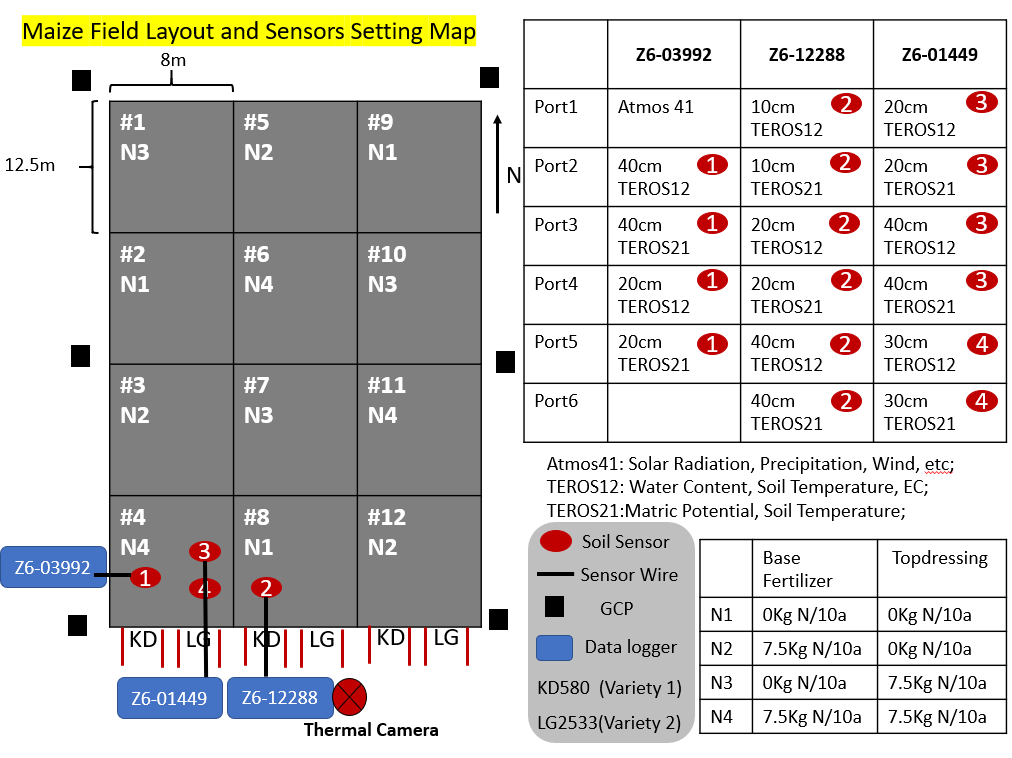 Maize Field Layout and Sensors Setting Map
8m
12.5m
N
#1
N3
#5
N2
#9
N1
#2
N1
#6
N4
#10
N3
#3
N2
#7
N3
#11
N4
#4
N4
#8
N1
#12
N2
3
1
4
2
Z6-03992
KD
LG
KD
LG
KD
LG
Z6-01449
Z6-12288
Thermal Camera
Z6-03992
Z6-12288
Z6-01449
Port1
Atmos 41
10cm 2
TEROS12
20cm 3
TEROS12
Port2
40cm 1
TEROS12
10cm 2
TEROS21
20cm 3
TEROS21
Port3
40cm 1
TEROS21
20cm 2
TEROS12
40cm 3
TEROS12
Port4
20cm 1
TEROS12
20cm 2
TEROS21
40cm 3
TEROS21
Port5
20cm 1
TEROS21
40cm 2
TEROS12
30cm 4
TEROS12
Port6
40cm 2
TEROS21
30cm 4
TEROS21
Atmos41: Solar Radiation, Precipitation, Wind, etc;
TEROS12: Water Content, Soil Temperature, EC;
TEROS21:Matric Potential, Soil Temperature;
Soil Sensor
Sensor Wire
GCP
Data logger
KD580 (Variety 1)
LG2533(Variety 2)
Base
Fertilizer
Topdressing
N1
0Kg N/10a
0Kg N/10a
N2
7.5Kg N/10a
0Kg N/10a
N3
0Kg N/10a
7.5Kg N/10a
N4
7.5Kg N/10a
7.5Kg N/10a